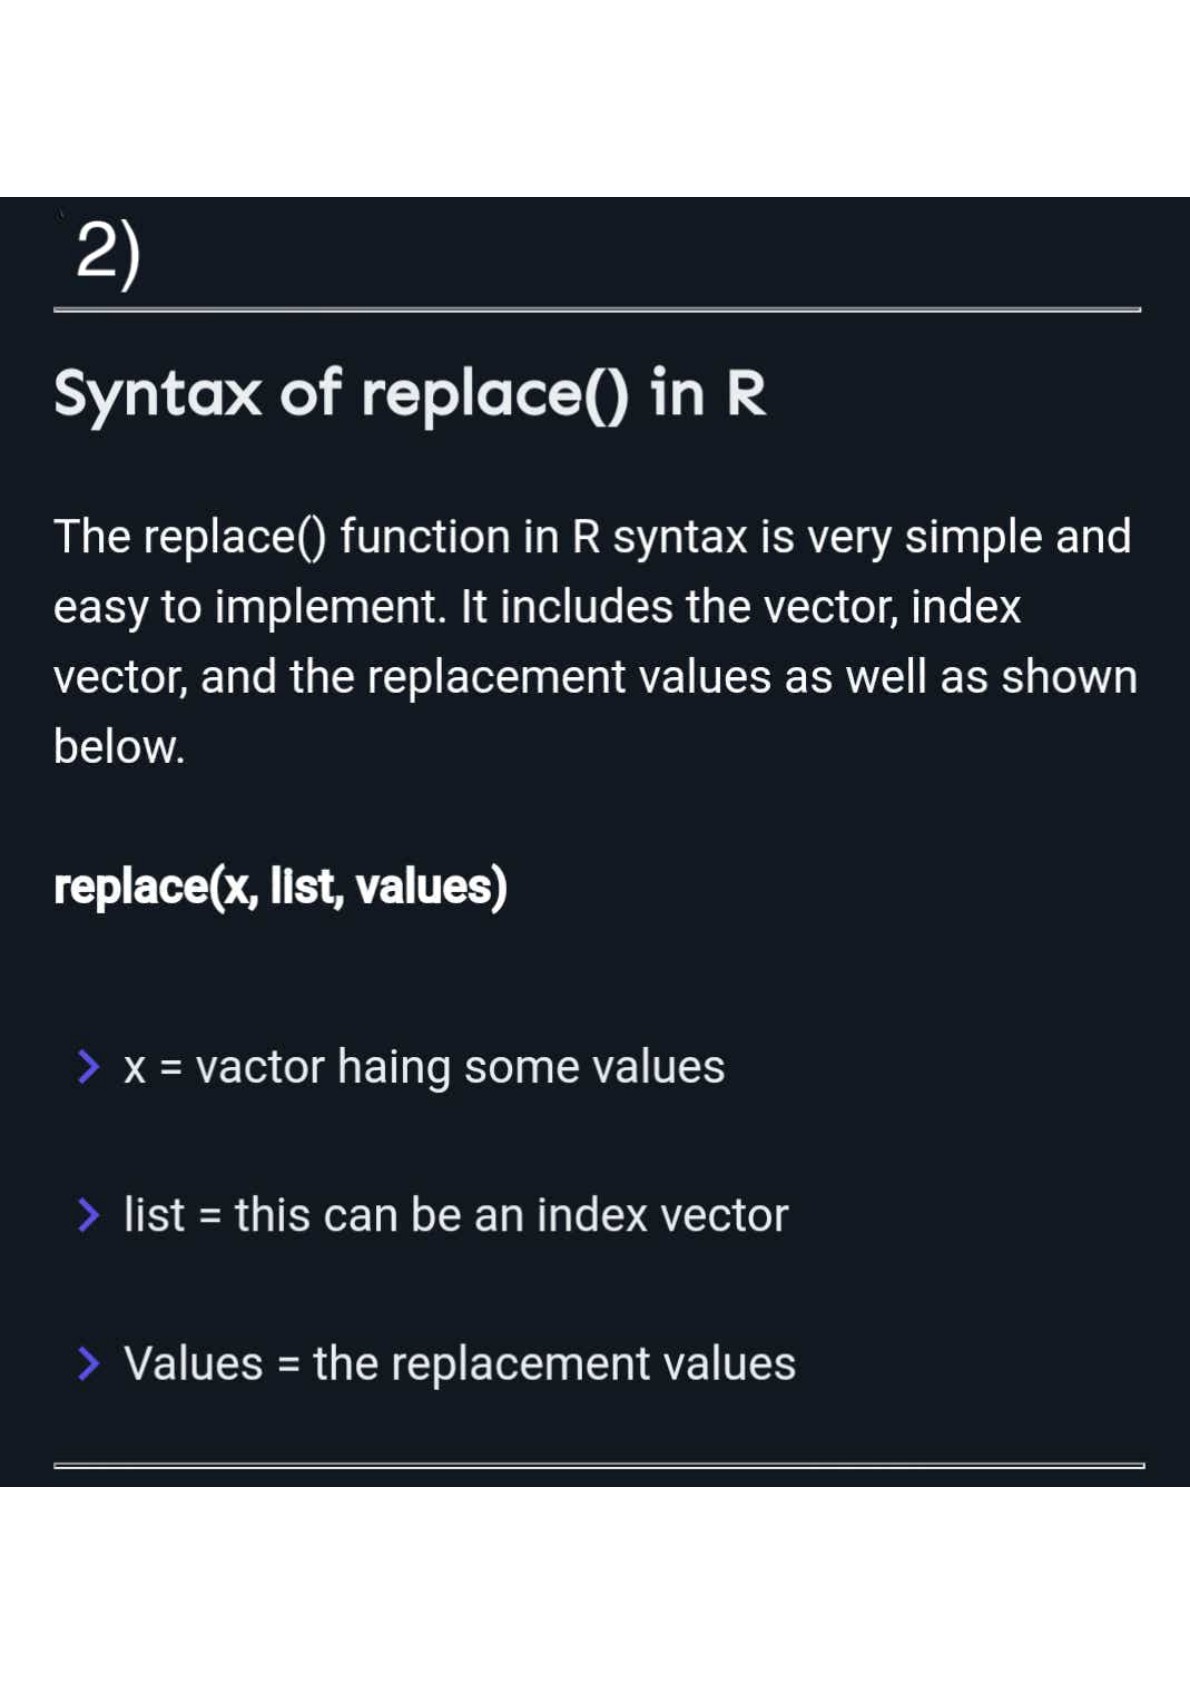 2)
Syntax of replace() in R
The replace() function in R syntax is very simple and
easy to implement. It includes the vector, index
vector, and the replacement values as well as shown
below.
replace(x, list, values)
x = vactor haing some values
list = this can be an index vector
Values = the replacement values